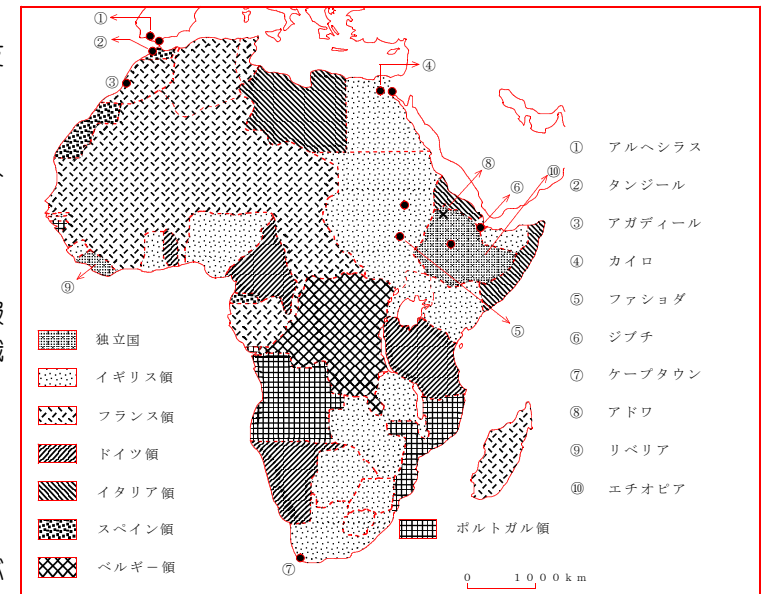 ①
②
③
④
⑧
⑩
⑥
⑨
⑤
⑦
① アルヘシラス
② タンジール
③ アガディール
④ カイロ
⑤ ファショダ
⑥ ジブチ
⑦ ケープタウン
⑧ アドワ
⑨ リベリア
⑩ エチオピア
独立国
イギリス領
フランス領
ドイツ領
イタリア領
スペイン領
ベルギー領
ポルトガル領
0 1000km